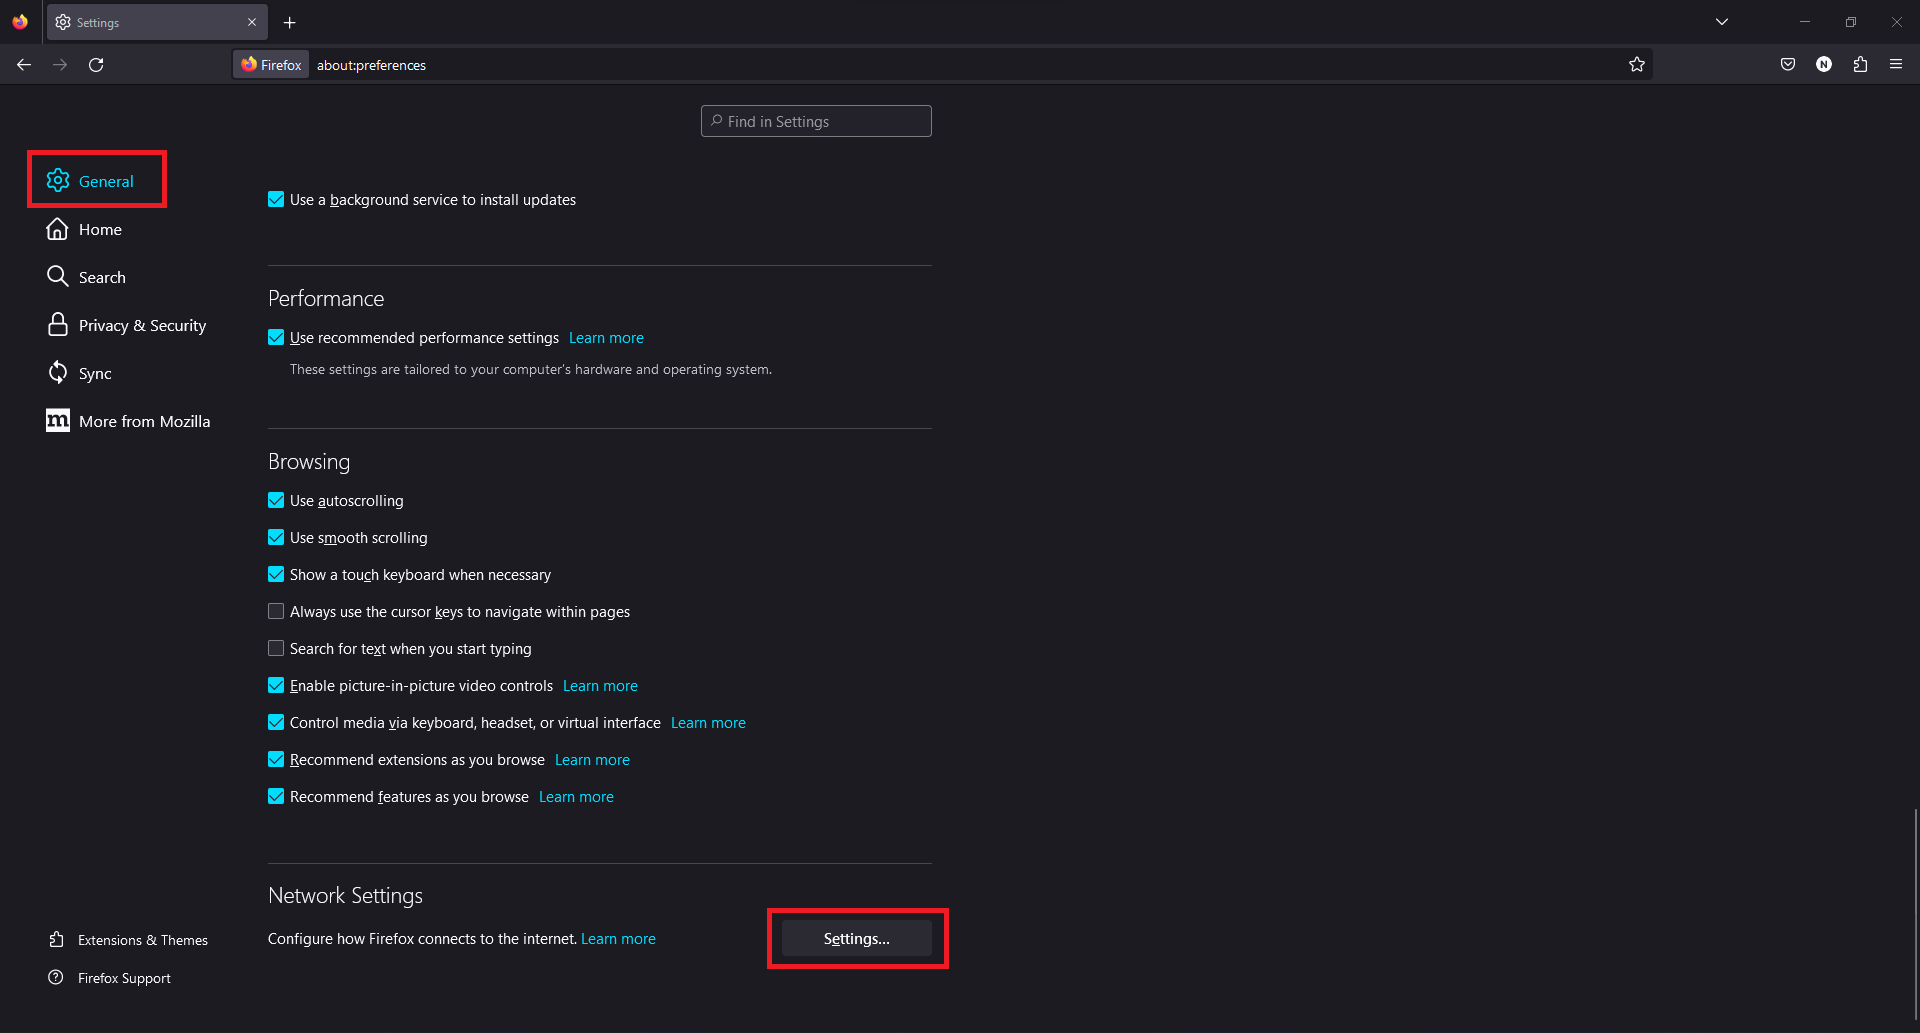 Settings
Firefox about:preferences
N
Find in Settings
General
Home
Search
Privacy & Security
Sync
m More from Mozilla
Use a background service to install updates
Performance
Use recommended performance settings Learn more
These settings are tailored to your computer's hardware and operating system.
Browsing
Use autoscrolling
Use smooth scrolling
Show a touch keyboard when necessary
Always use the cursor keys to navigate within pages
Search for text when you start typing
Enable picture-in-picture video controls Learn more
Control media via keyboard, headset, or virtual interface Learn more
Recommend extensions as you browse Learn more
Recommend features as you browse Learn more
Network Settings
Configure how Firefox connects to the internet. Learn more
Settings...
Extensions & Themes
Firefox Support